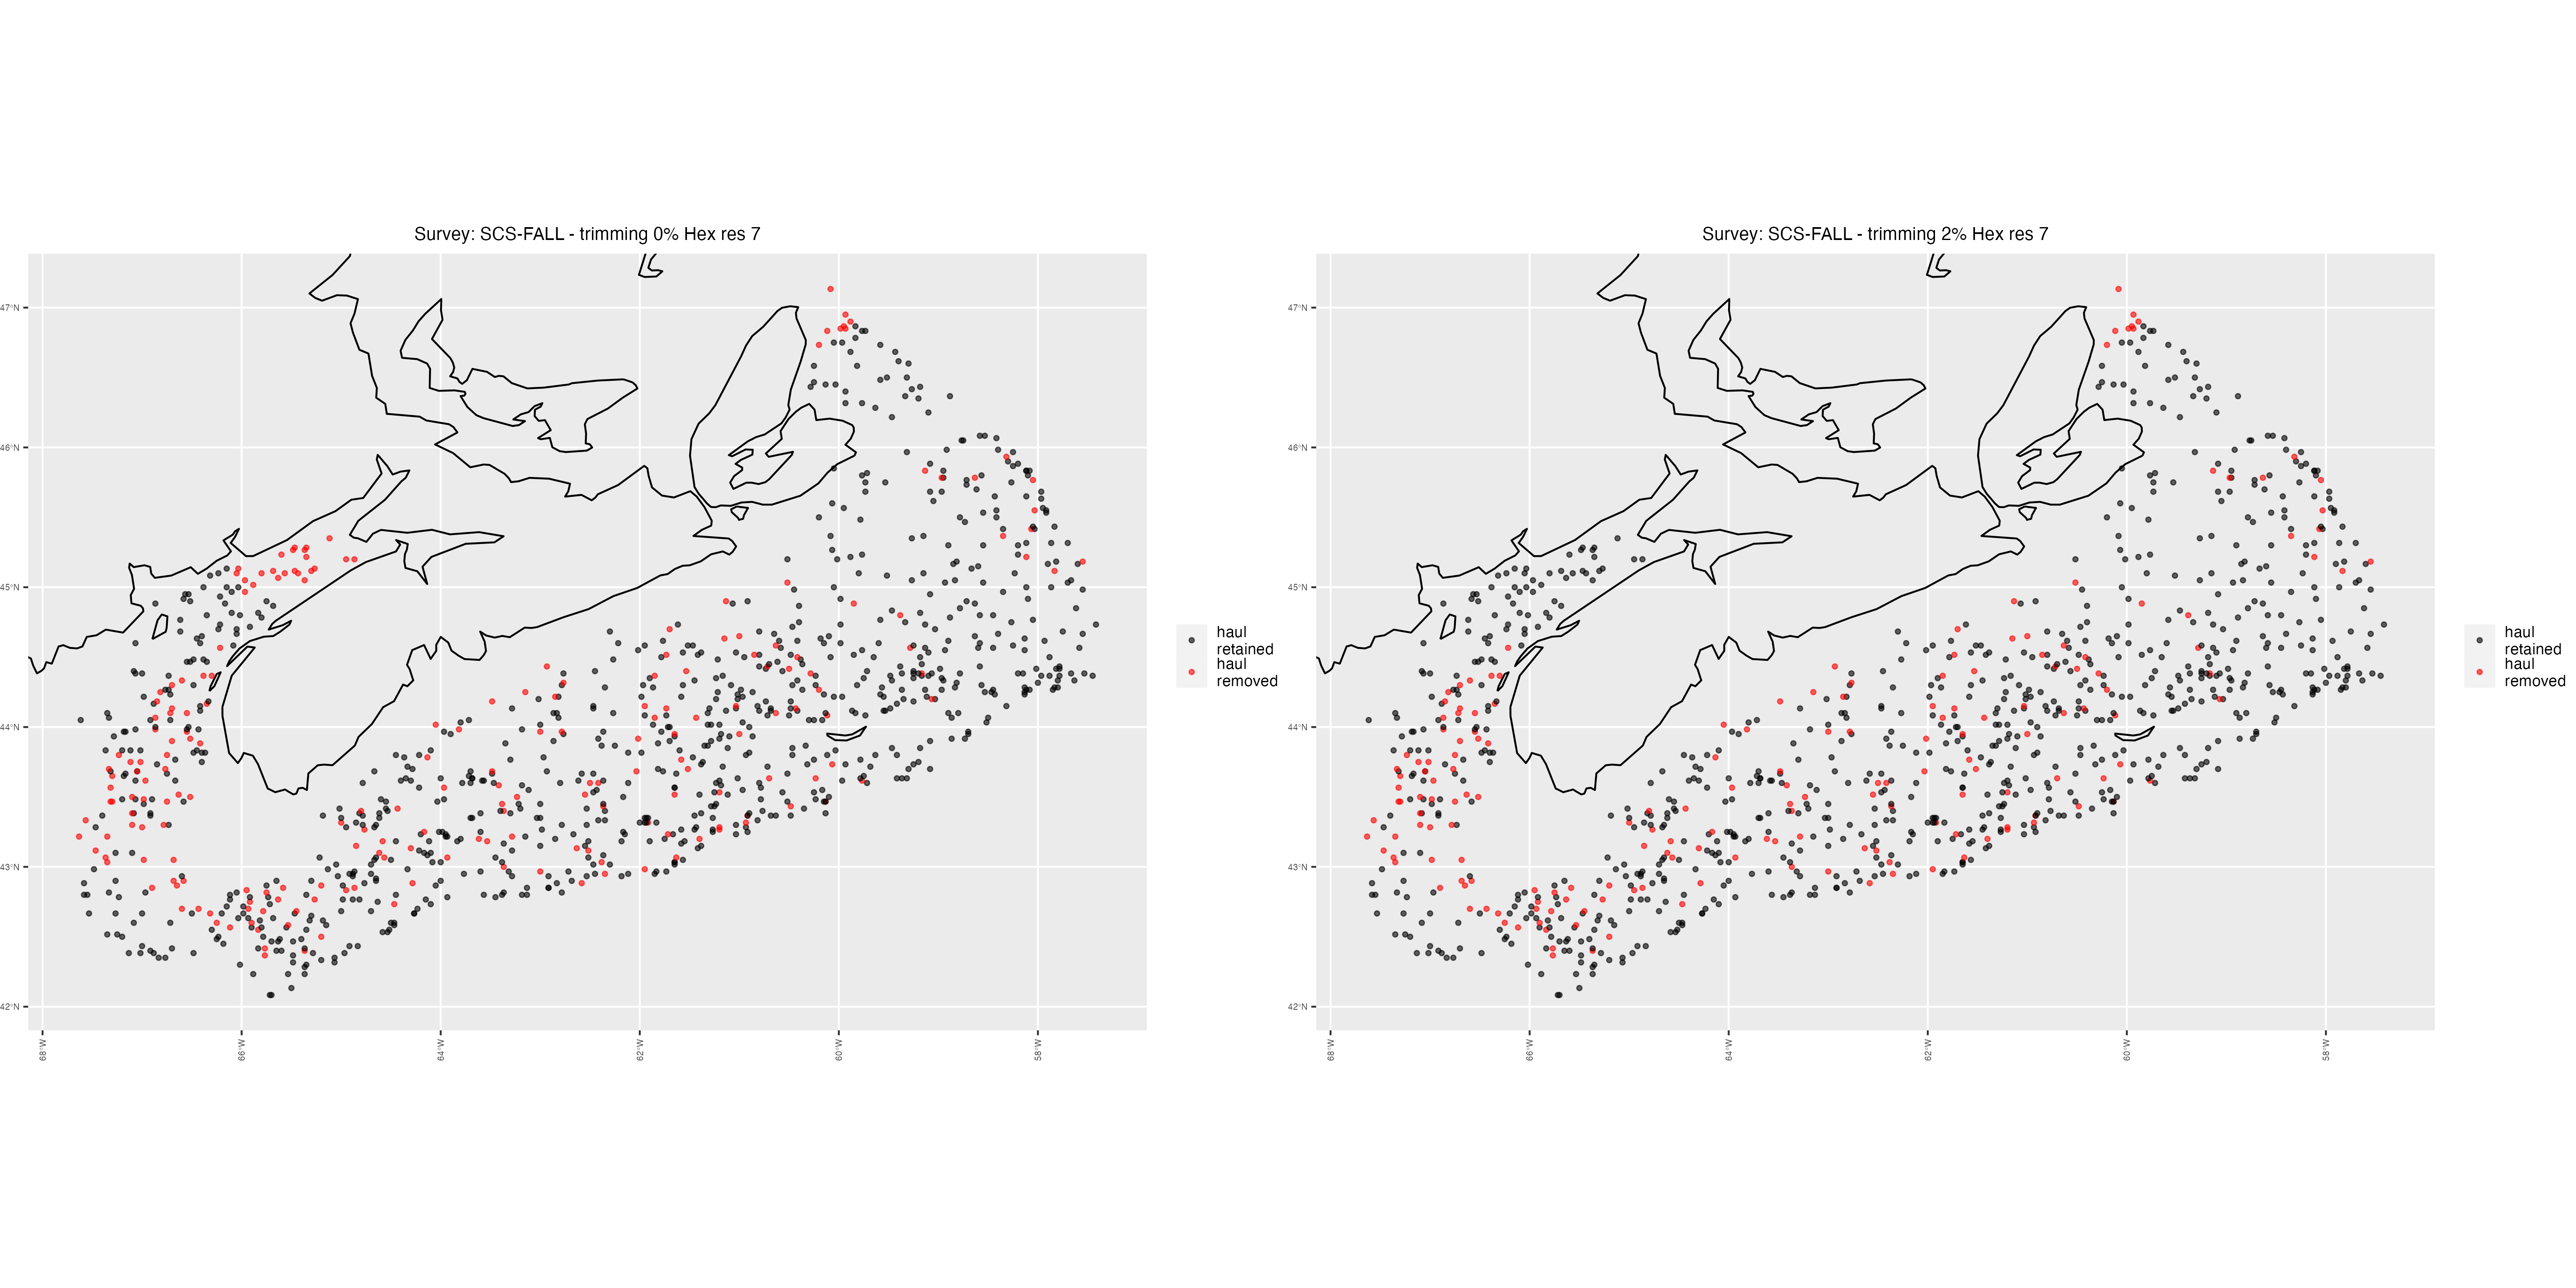 Survey: SCS-FALL - trimming 0% Hex res 7
47°N
46°N
45°N
44°N
43°N
42°N
68°W
66°W
64°W
62°W
60°W
58°W
haul
retained
haul
removed
Survey: SCS-FALL - trimming 2% Hex res 7
47°N
46°N
45°N
44°N
43°N
42°N
68°W
66°W
64°W
62°W
60°W
58°W
haul
retained
haul
removed